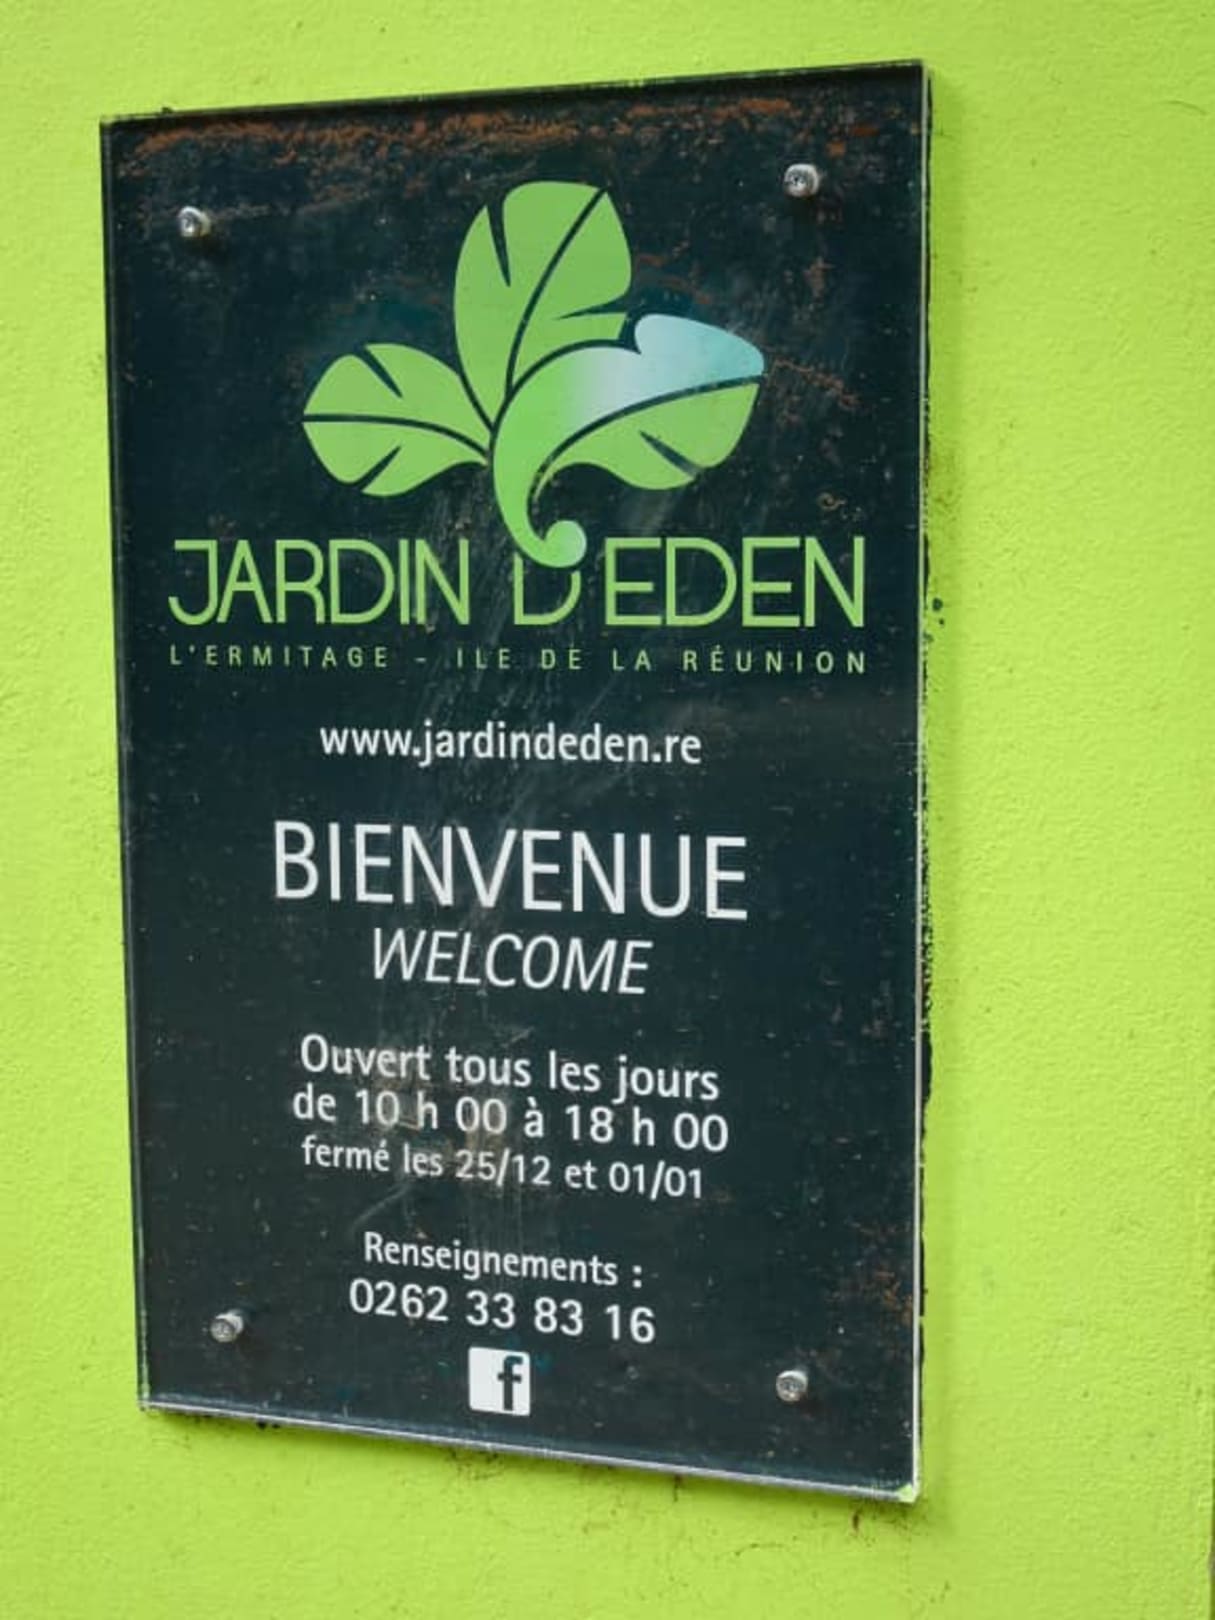 JARDIN D'EDEN
L'ERMITAGE - ILE DE LA RÉUNION
www.jardindeden.re
BIENVENUE
WELCOME
Ouvert tous les jours
de 10 h 00 à 18 h 00
fermé les 25/12 et 01/01
Renseignements :
0262 33 83 16
f